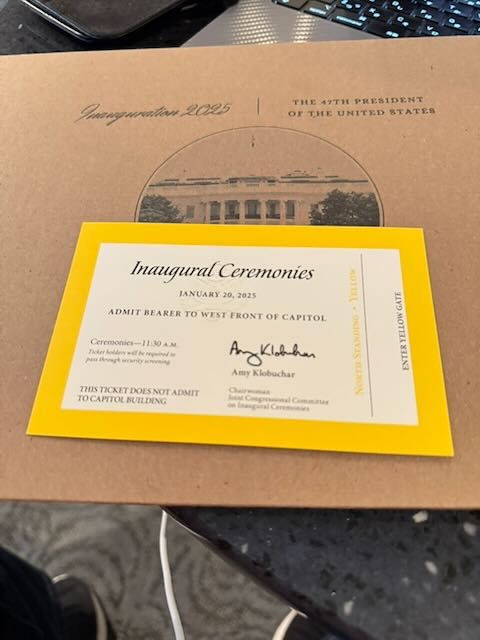 Inauguration 2025
THE 47TH PRESIDENT
OF THE UNITED STATES
Inaugural Ceremonies
JANUARY 20, 2025
ADMIT BEARER TO WEST FRONT OF CAPITOL
Ceremonies—11:30 A.M.
Ticket holders will be required to
pass through security screening.
THIS TICKET DOES NOT ADMIT
TO CAPITOL BUILDING.
Amy Klobuchar
Amy Klobuchar
Chairwoman
Joint Congressional Committee
on Inaugural Ceremonies
NORTH STANDING • YELLOW
ENTER YELLOW GATE